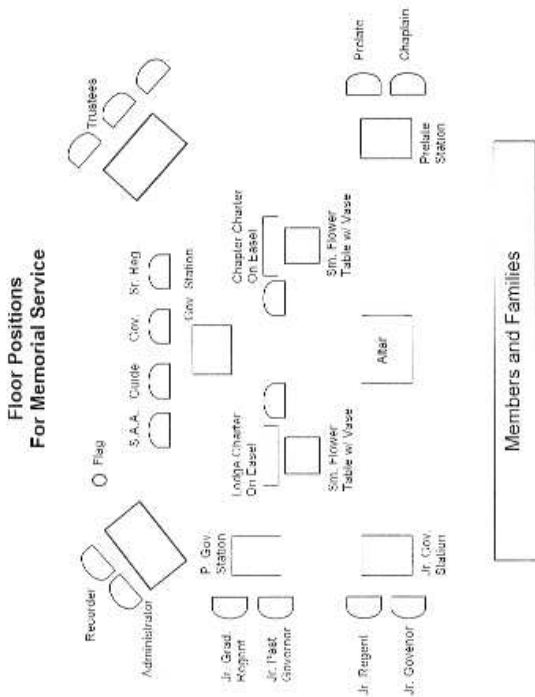 Floor Positions
For Memorial Service
Flag
S.A.A.
Guide
Gov.
Sr. Reg
Gov Station
Trustees
Recorder
Administrator
Lodge Charter
On Easel
Chapter Charter
On Easel
P. Gov.
Station
Jr. Grad.
Regent
Jr. Past
Governor
Sm. Flower
Table w/ Vase
Sm. Flower
Table w/ Vase
Prelate
Chaplain
Prelate
Station
Altar
Jr. Gov.
Station
Jr. Regent
Jr. Govenor
Members and Families